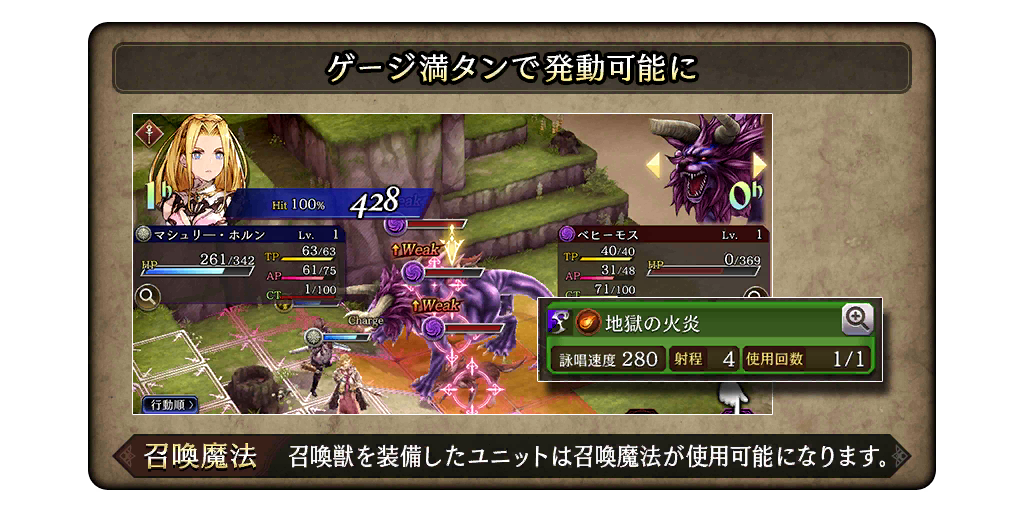 ゲージ満タンで発動可能に
1h
0h
Hit 100% 428
マシュリー・ホルン Lv. 1
HP 261/342
TP 63/63
AP 61/75
CT 1/100
ベヒーモス Lv. 1
TP 40/40
AP 31/48
CT 71/100
HP 0/369
Weak
Weak
Charge
地獄の火炎
詠唱速度 280 射程 4 使用回数 1/1
行動順
召喚魔法 召喚獣を装備したユニットは召喚魔法が使用可能になります。